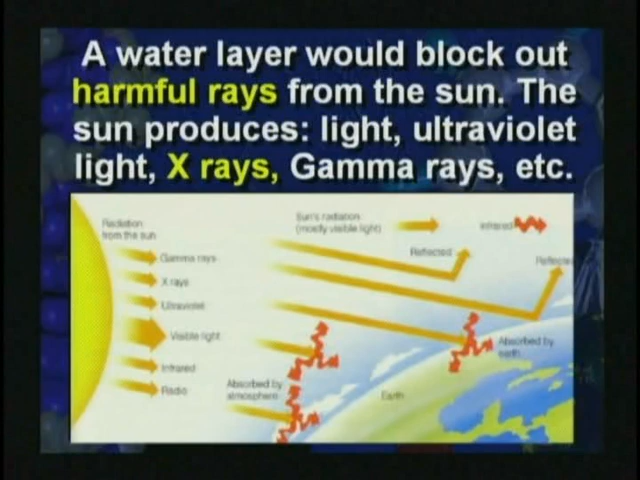 A water layer would block out
harmful rays from the sun. The
sun produces: light, ultraviolet
light, X rays, Gamma rays, etc.
Radiation
from the sun
Sun's radiation
(mostly visible light)
Infrared
Reflected
Reflected
Gamma rays
X rays
Ultraviolet
Visible light
Absorbed by
earth
Infrared
Absorbed by
atmosphere
Radio
Earth